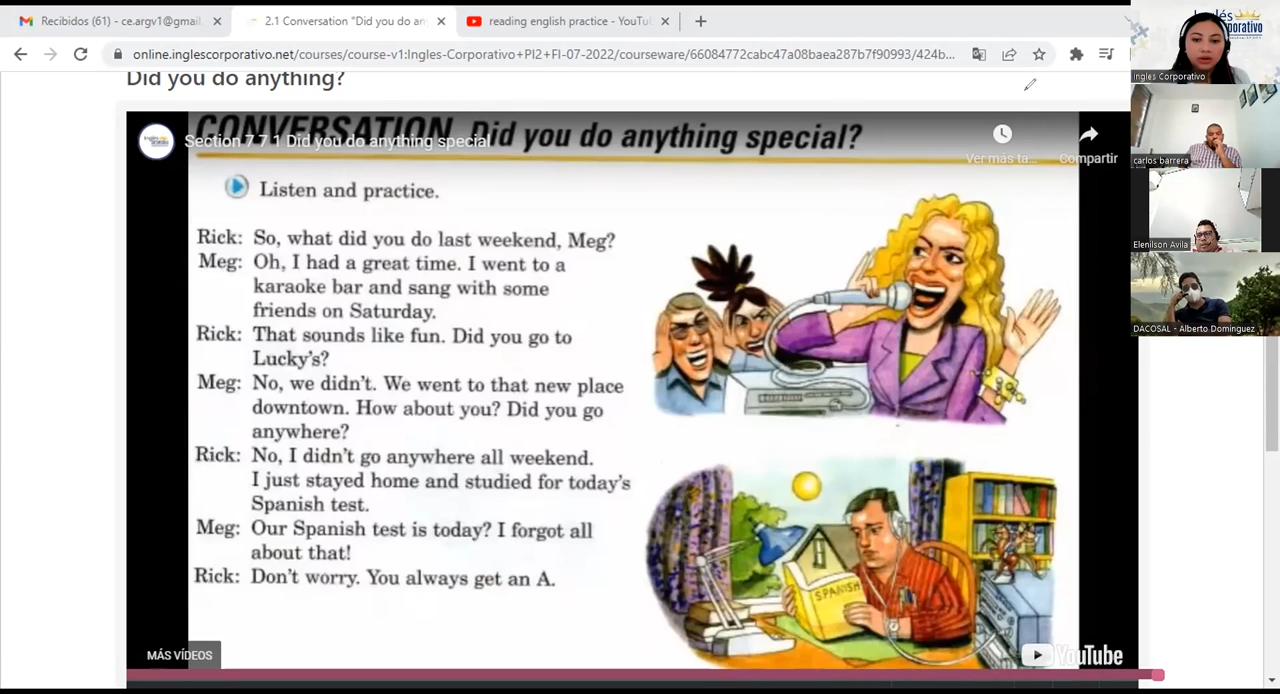 Recibidos (61) - ce.argv1@gmail.
2.1 Conversation "Did you do an
reading english practice - YouTu
online.inglescorporativo.net/courses/course-v1:Ingles-Corporativo+PI2+FI-07-2022/courseware/66084772cabc47a08baea287b7f90993/424b...
Inglés
Corporativo
ingles Corporativo
carlos barrera
Elenilson Avila
DACOSAL - Alberto Dominguez
Did you do anything?
CONVERSATION Did you do anything special?
Section 7 7 1 Did you do anything special
Ver más ta...
Compartir
Listen and practice.
Rick: So, what did you do last weekend, Meg?
Meg: Oh, I had a great time. I went to a
karaoke bar and sang with some
friends on Saturday.
Rick: That sounds like fun. Did you go to
Lucky's?
Meg: No, we didn't. We went to that new place
downtown. How about you? Did you go
anywhere?
Rick: No, I didn't go anywhere all weekend.
I just stayed home and studied for today's
Spanish test.
Meg: Our Spanish test is today? I forgot all
about that!
Rick: Don't worry. You always get an A.
SPANISH
MÁS VÍDEOS
YouTube